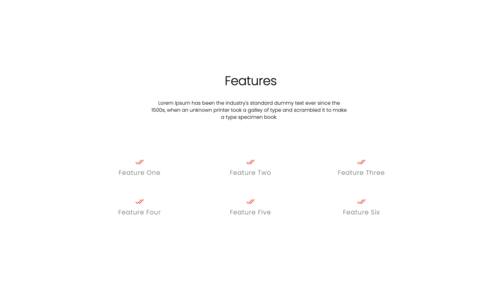 Features
Lorem Ipsum has been the industry's standard dummy text ever since the
1500s, when an unknown printer took a galley of type and scrambled it to make
a type specimen book.
Feature One
Feature Two
Feature Three
Feature Four
Feature Five
Feature Six